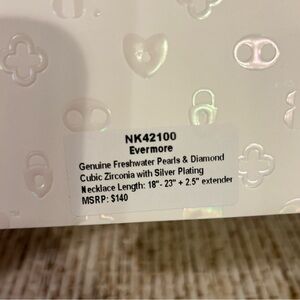 NK42100
Evermore
Genuine Freshwater Pearls & Diamond
Cubic Zirconia with Silver Plating
Necklace Length: 18"- 23" + 2.5" extender
MSRP: $140